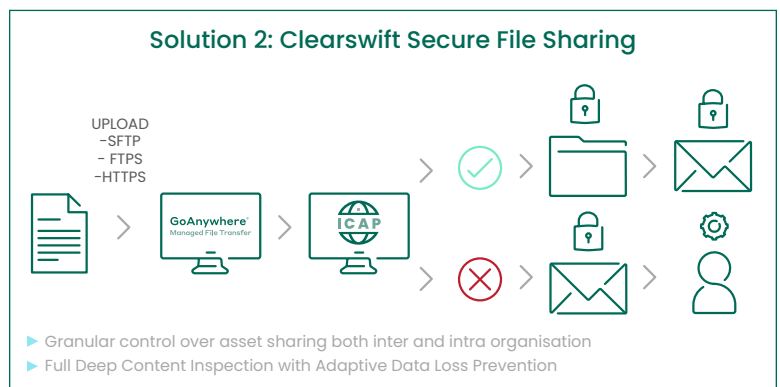 Solution 2: Clearswift Secure File Sharing
UPLOAD
-SFTP
- FTPS
-HTTPS
GoAnywhere®
Managed File Transfer
ICAP
Granular control over asset sharing both inter and intra organisation
Full Deep Content Inspection with Adaptive Data Loss Prevention